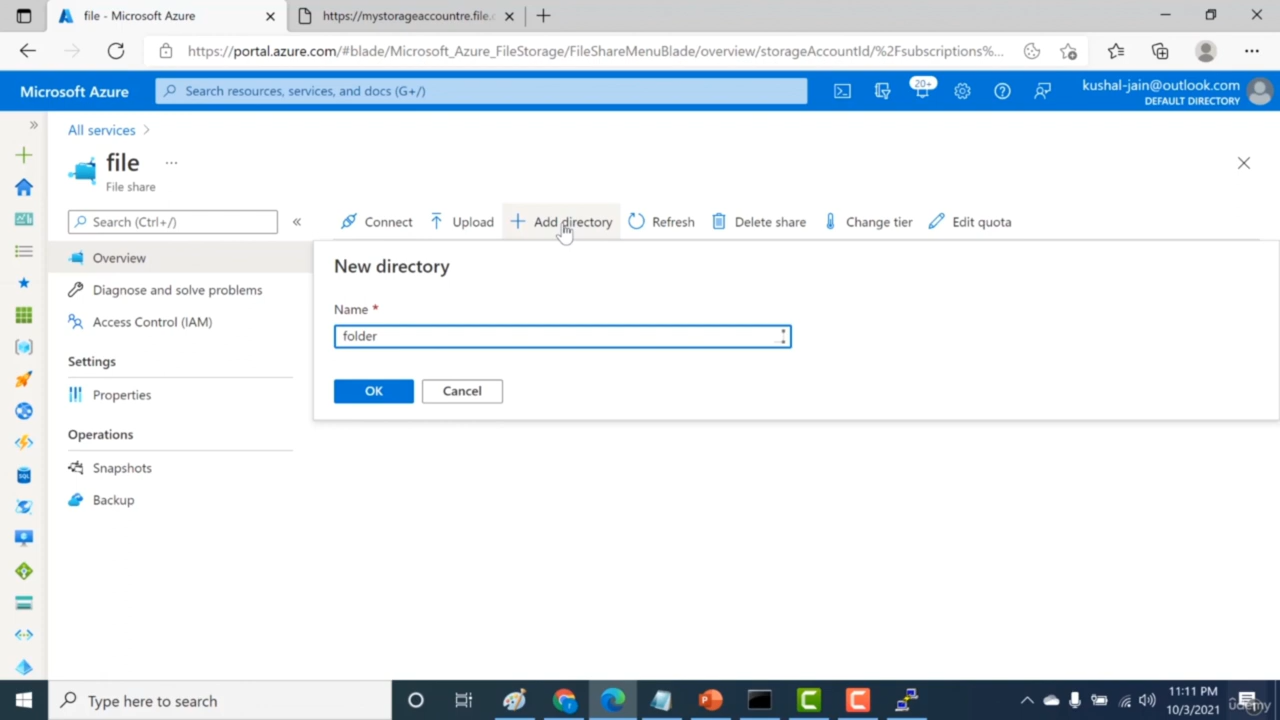 file - Microsoft Azure
https://mystorageaccountre.file.c
https://portal.azure.com/#blade/Microsoft_Azure_FileStorage/FileShareMenuBlade/overview/storageAccountId/%2Fsubscriptions%...
Microsoft Azure
Search resources, services, and docs (G+/)
20+
kushal-jain@outlook.com
DEFAULT DIRECTORY
All services
file
...
File share
Search (Ctrl+/)
Connect
Upload
Add directory
Refresh
Delete share
Change tier
Edit quota
Overview
Diagnose and solve problems
Access Control (IAM)
Settings
Properties
Operations
Snapshots
Backup
New directory
Name *
folder
OK
Cancel
SQL
Type here to search
11:11 PM
10/3/2021
udemy